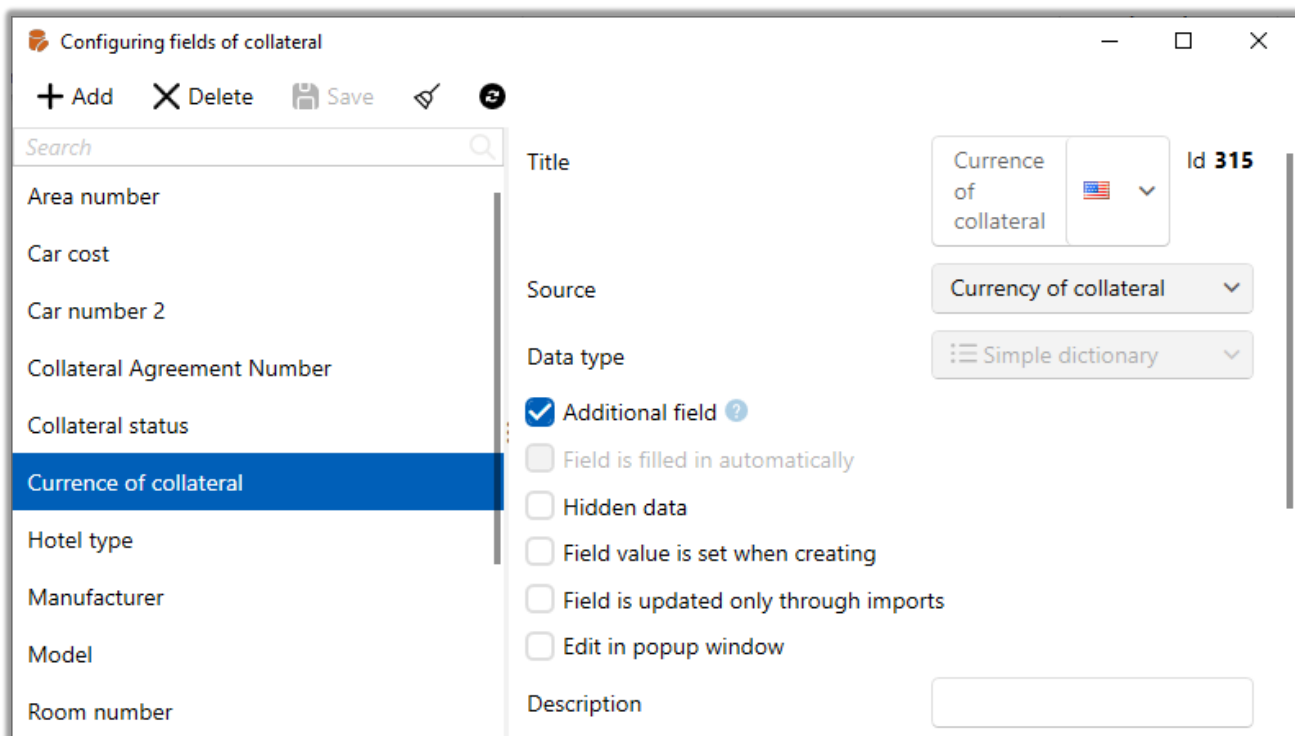 Configuring fields of collateral
Add Delete Save
Search
Area number
Car cost
Car number 2
Collateral Agreement Number
Collateral status
Currence of collateral
Hotel type
Manufacturer
Model
Room number
Title
Currence
of
collateral
Id 315
Source
Currency of collateral
Data type
Simple dictionary
Additional field ?
Field is filled in automatically
Hidden data
Field value is set when creating
Field is updated only through imports
Edit in popup window
Description